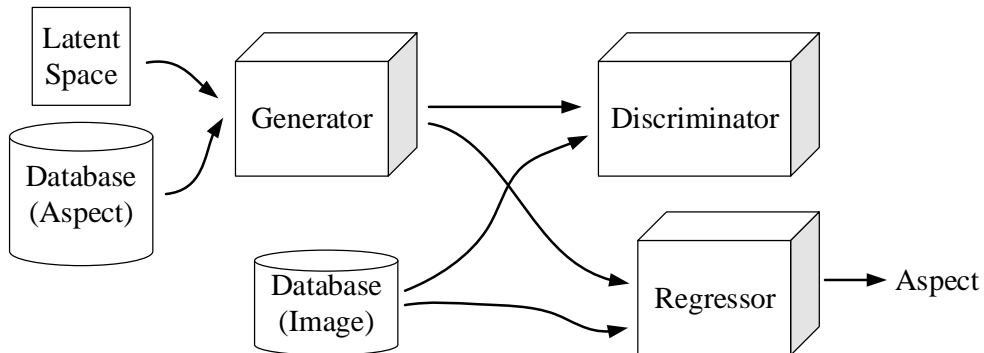 Latent
Space
Generator
Discriminator
Database
(Aspect)
Database
(Image)
Regressor
Aspect